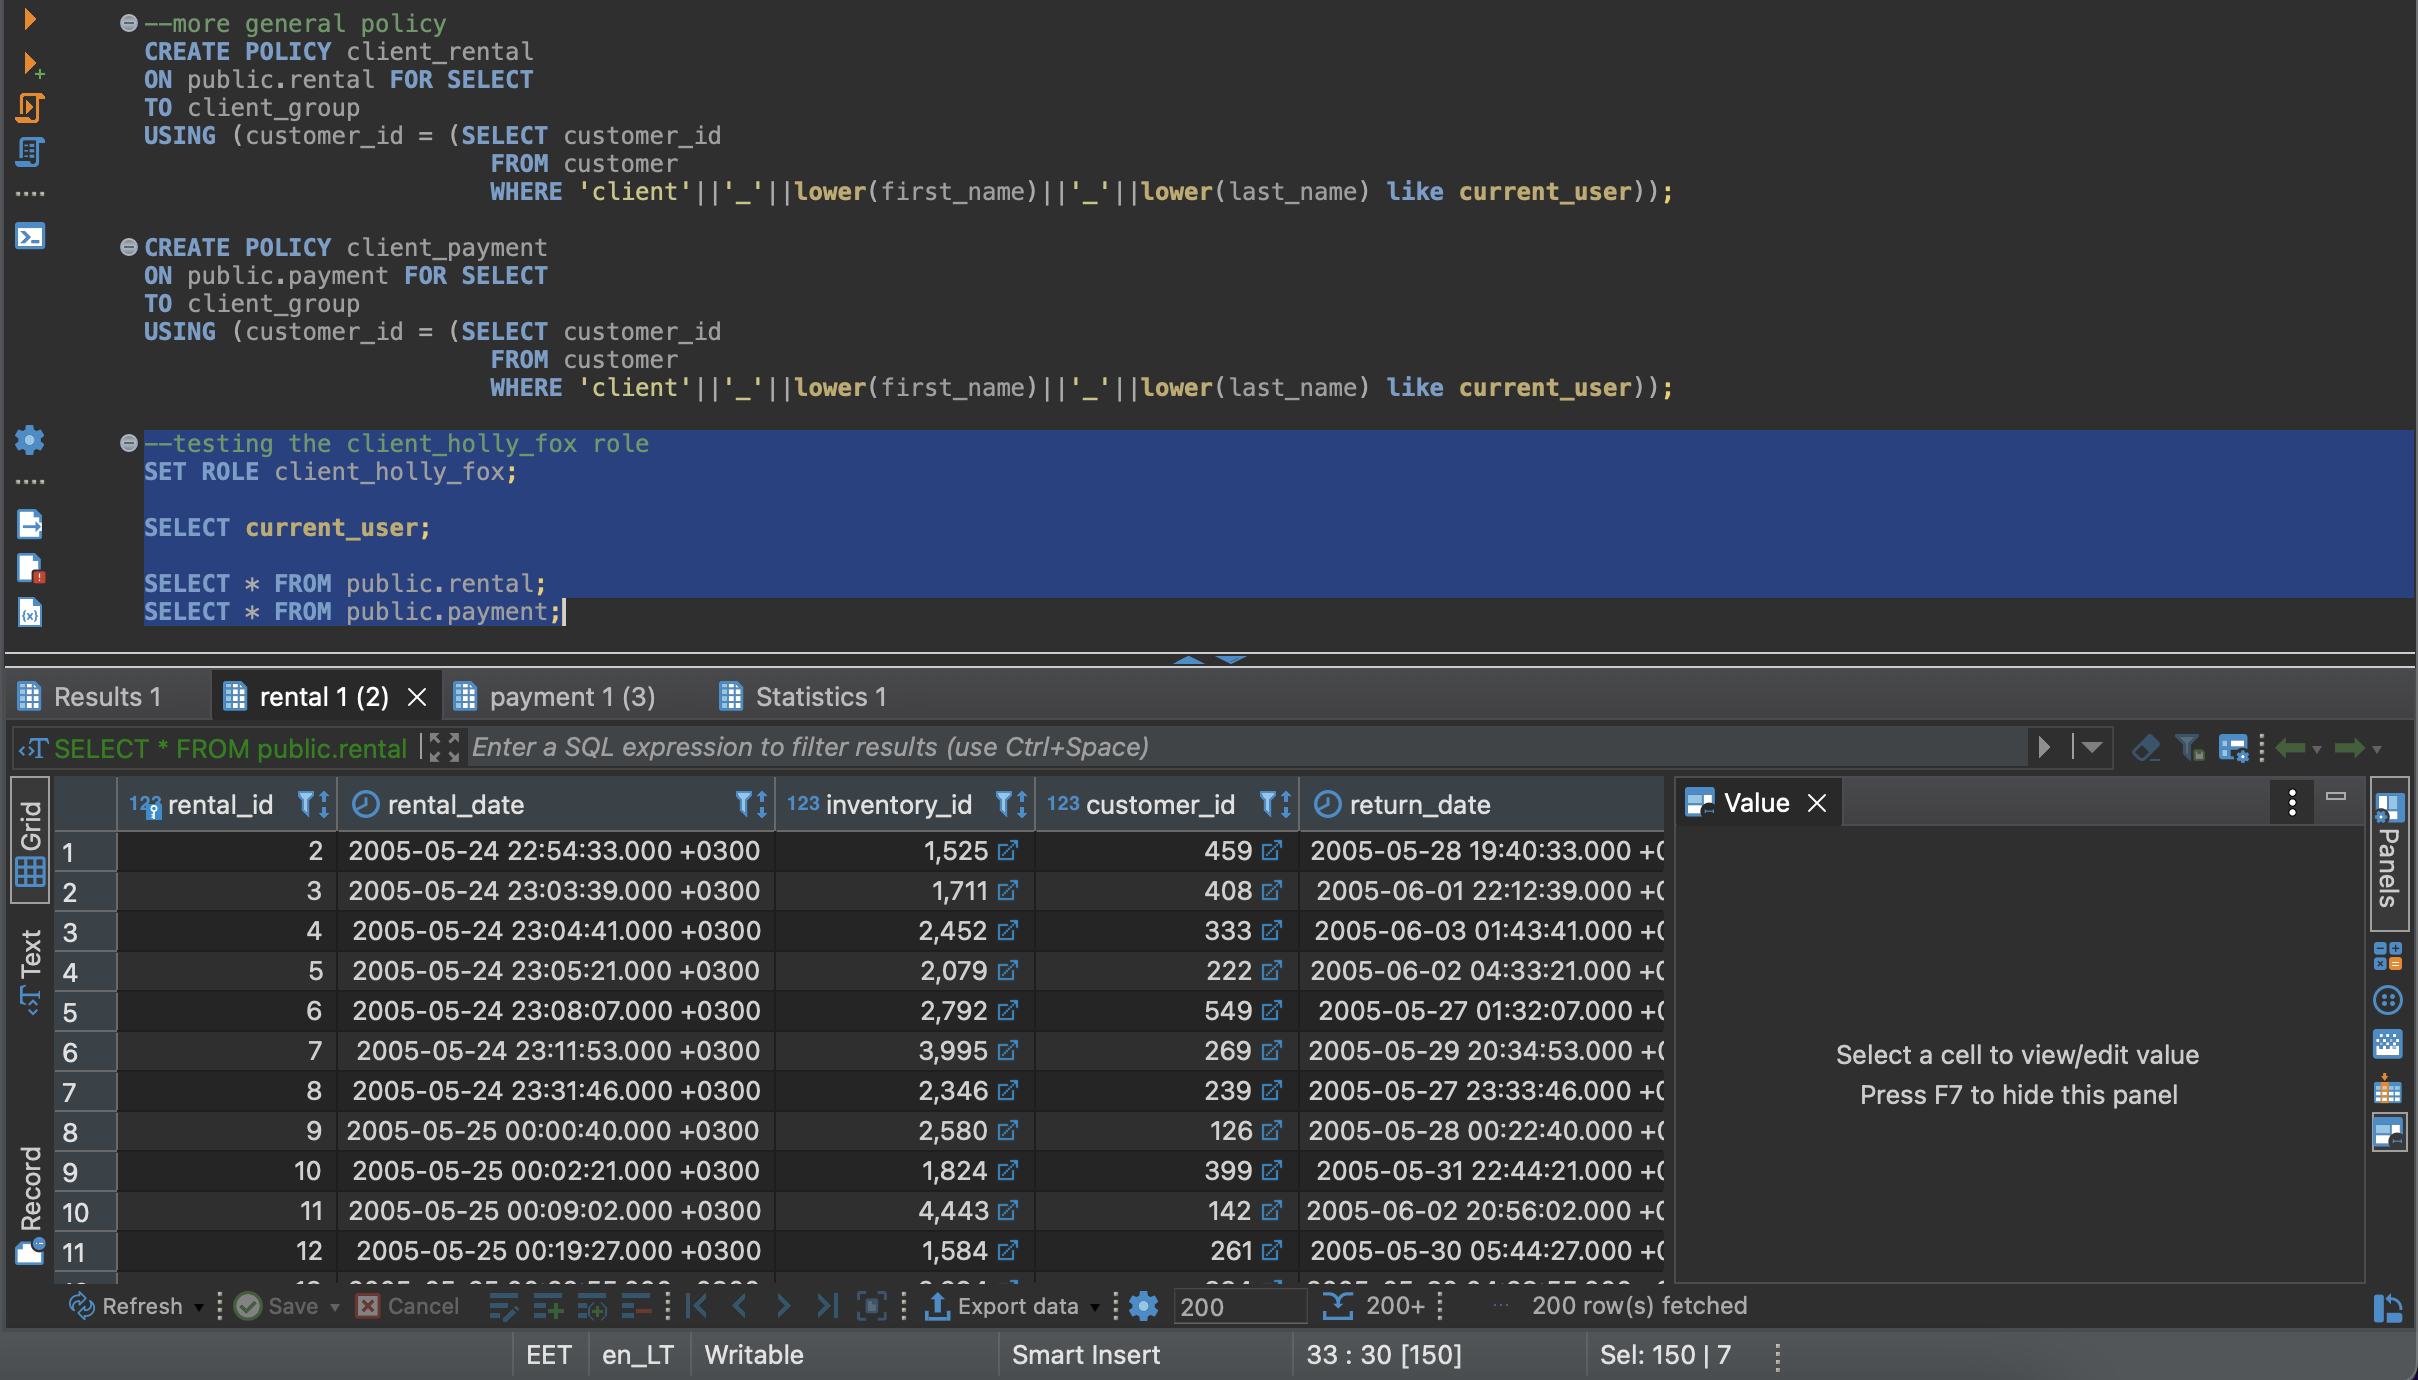 --more general policy
CREATE POLICY client_rental
ON public.rental FOR SELECT
TO client_group
USING (customer_id = (SELECT customer_id
FROM customer
WHERE 'client'||'_'||lower(first_name)||'_'||lower(last_name) like current_user));
CREATE POLICY client_payment
ON public.payment FOR SELECT
TO client_group
USING (customer_id = (SELECT customer_id
FROM customer
WHERE 'client'||'_'||lower(first_name)||'_'||lower(last_name) like current_user));
--testing the client_holly_fox role
SET ROLE client_holly_fox;
SELECT current_user;
SELECT * FROM public.rental;
SELECT * FROM public.payment;
Results 1 rental 1 (2) payment 1 (3) Statistics 1
SELECT * FROM public.rental Enter a SQL expression to filter results (use Ctrl+Space)
Grid
Text
Record
123 rental_id rental_date 123 inventory_id 123 customer_id return_date
1 2 2005-05-24 22:54:33.000 +0300 1,525 459 2005-05-28 19:40:33.000
2 3 2005-05-24 23:03:39.000 +0300 1,711 408 2005-06-01 22:12:39.000
3 4 2005-05-24 23:04:41.000 +0300 2,452 333 2005-06-03 01:43:41.000
4 5 2005-05-24 23:05:21.000 +0300 2,079 222 2005-06-02 04:33:21.000
5 6 2005-05-24 23:08:07.000 +0300 2,792 549 2005-05-27 01:32:07.000
6 7 2005-05-24 23:11:53.000 +0300 3,995 269 2005-05-29 20:34:53.000
7 8 2005-05-24 23:31:46.000 +0300 2,346 239 2005-05-27 23:33:46.000
8 9 2005-05-25 00:00:40.000 +0300 2,580 126 2005-05-28 00:22:40.000
9 10 2005-05-25 00:02:21.000 +0300 1,824 399 2005-05-31 22:44:21.000
10 11 2005-05-25 00:09:02.000 +0300 4,443 142 2005-06-02 20:56:02.000
11 12 2005-05-25 00:19:27.000 +0300 1,584 261 2005-05-30 05:44:27.000
Value
Select a cell to view/edit value
Press F7 to hide this panel
Panels
Refresh Save Cancel Export data 200 200+ 200 row(s) fetched
EET en_LT Writable Smart Insert 33 : 30 [150] Sel: 150 | 7